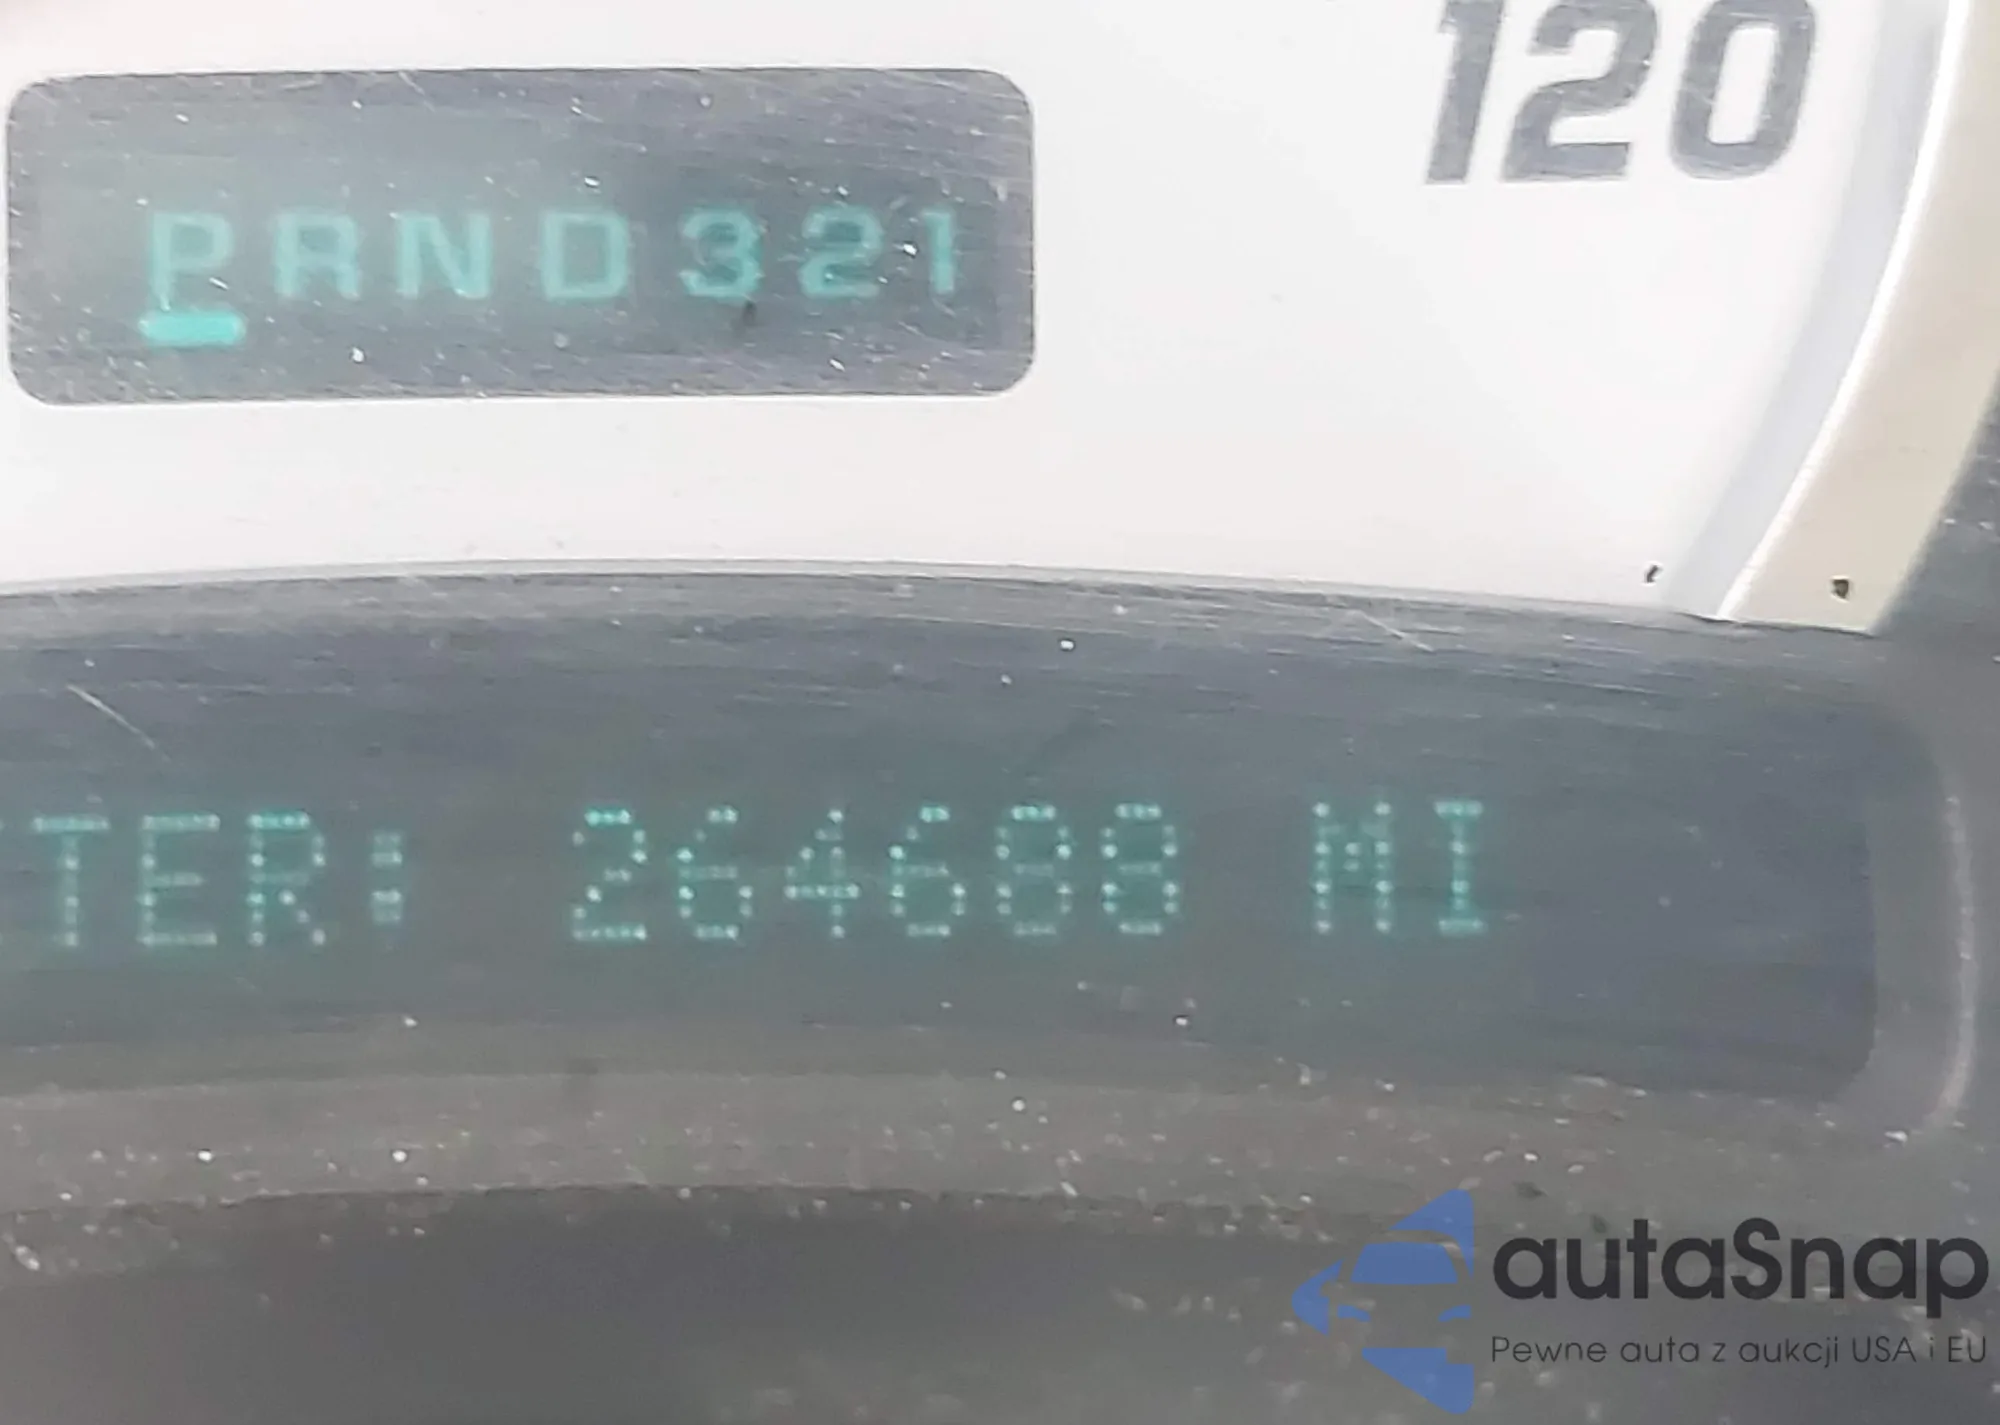 120
PRND321
TER: 264688 MI
autaSnap
Pewne auta z aukcji USA i EU